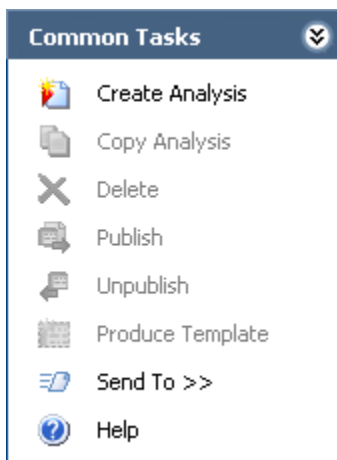 Common Tasks
Create Analysis
Copy Analysis
Delete
Publish
Unpublish
Produce Template
Send To >>
Help